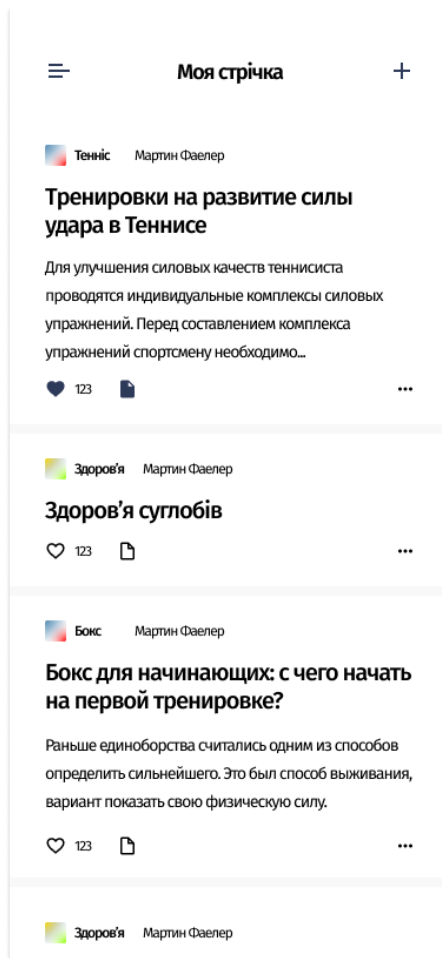 Моя стрічка
Тенніс Мартин Фаелер
Тренировки на развитие силы
удара в Теннисе
Для улучшения силовых качеств теннисиста
проводятся индивидуальные комплексы силовых
упражнений. Перед составлением комплекса
упражнений спортсмену необходимо...
123
Здоров’я Мартин Фаелер
Здоров’я суглобів
123
Бокс Мартин Фаелер
Бокс для начинающих: с чего начать
на первой тренировке?
Раньше единоборства считались одним из способов
определить сильнейшего. Это был способ выживания,
вариант показать свою физическую силу.
123
Здоров’я Мартин Фаелер